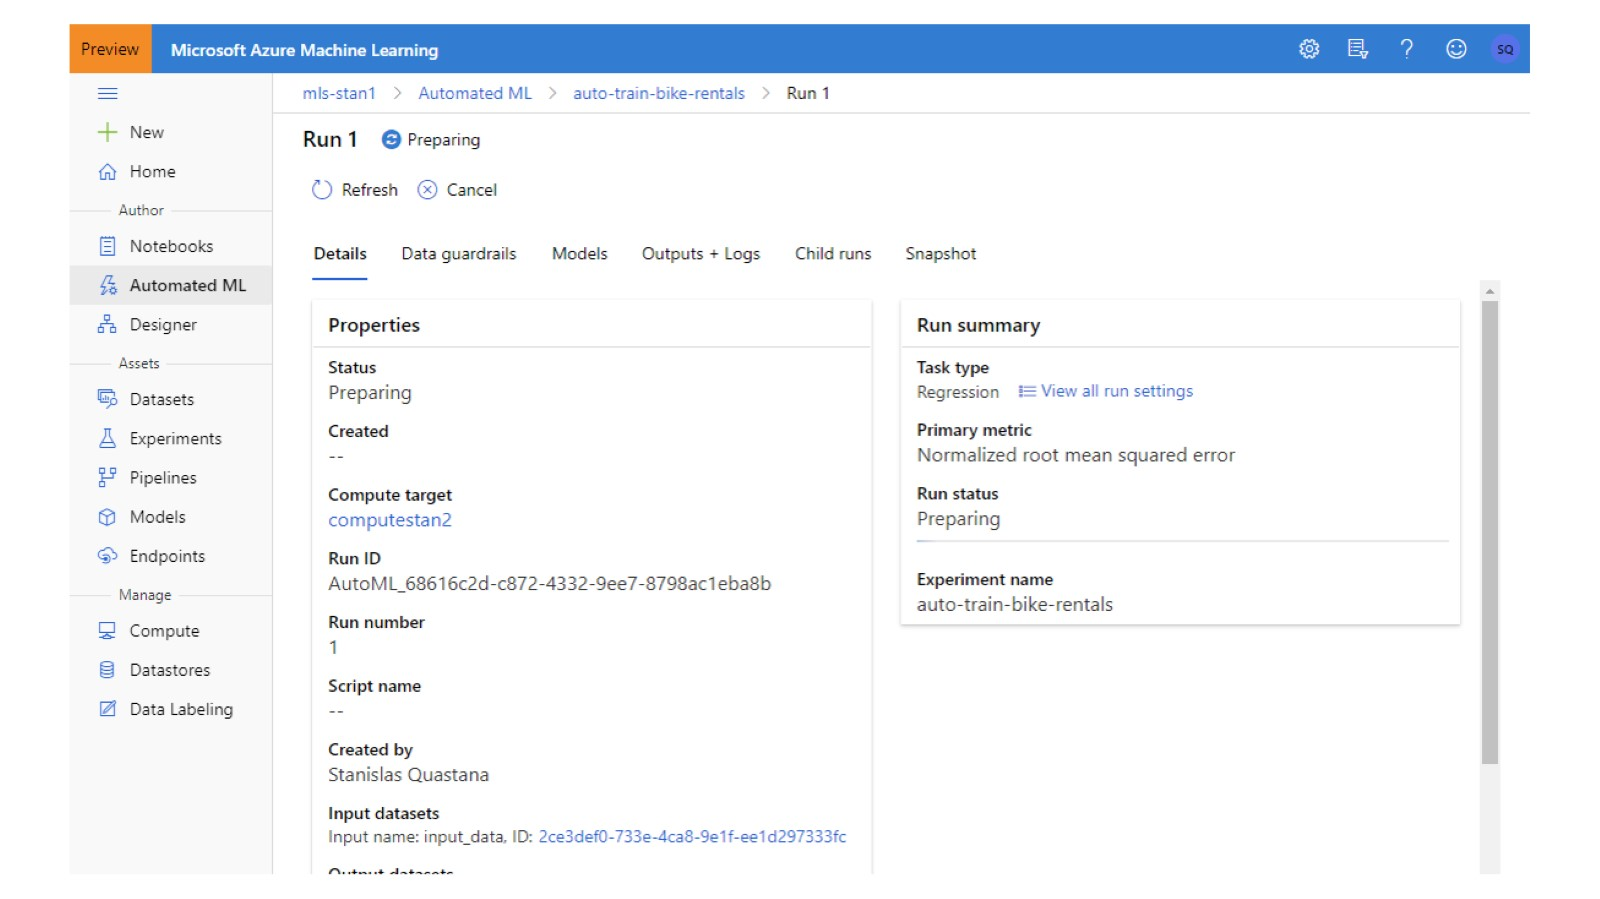 Preview
Microsoft Azure Machine Learning
SQ
mls-stan1 > Automated ML > auto-train-bike-rentals > Run 1
New
Home
Author
Notebooks
Automated ML
Designer
Assets
Datasets
Experiments
Pipelines
Models
Endpoints
Manage
Compute
Datastores
Data Labeling
Run 1 Preparing
Refresh Cancel
Details Data guardrails Models Outputs + Logs Child runs Snapshot
Properties
Status
Preparing
Created
--
Compute target
computestan2
Run ID
AutoML_68616c2d-c872-4332-9ee7-8798ac1eba8b
Run number
1
Script name
--
Created by
Stanislas Quastana
Input datasets
Input name: input_data, ID: 2ce3def0-733e-4ca8-9e1f-ee1d297333fc
Output datasets
Run summary
Task type
Regression View all run settings
Primary metric
Normalized root mean squared error
Run status
Preparing
Experiment name
auto-train-bike-rentals